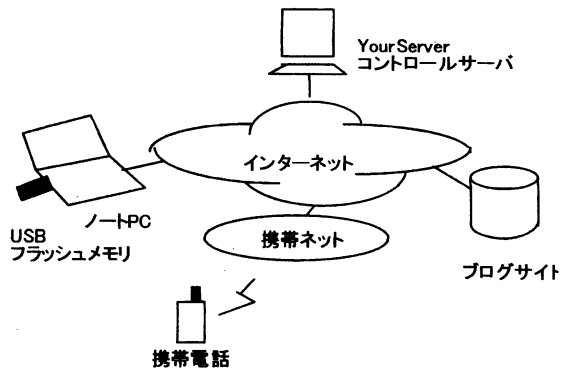 YourServer
コントロールサーバ
インターネット
ノートPC
USB
フラッシュメモリ
携帯ネット
ブログサイト
携帯電話